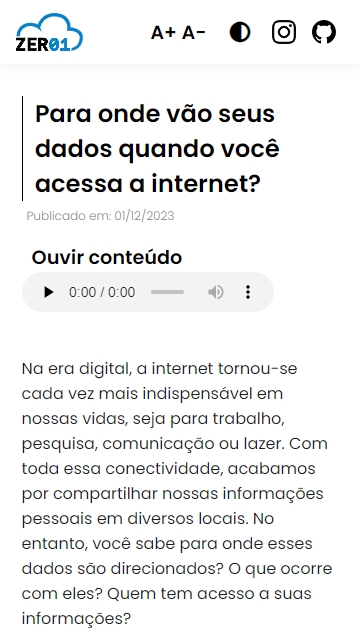 ZER01
A+ A-
Para onde vão seus
dados quando você
acessa a internet?
Publicado em: 01/12/2023
Ouvir conteúdo
0:00 / 0:00
Na era digital, a internet tornou-se
cada vez mais indispensável em
nossas vidas, seja para trabalho,
pesquisa, comunicação ou lazer. Com
toda essa conectividade, acabamos
por compartilhar nossas informações
pessoais em diversos locais. No
entanto, você sabe para onde esses
dados são direcionados? O que ocorre
com eles? Quem tem acesso a suas
informações?